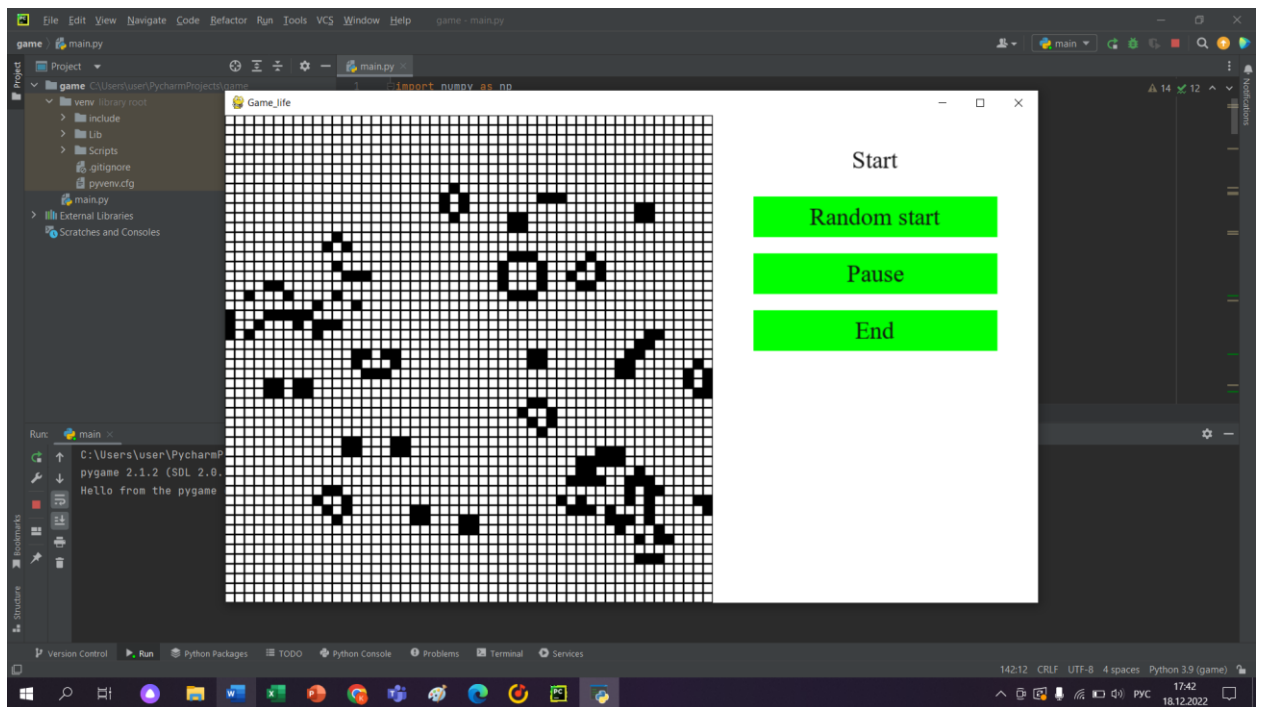 File Edit View Navigate Code Refactor Run Tools VCS Window Help game - main.py
game main.py
main
Project
Project
main.py
game C:\Users\user\PycharmProjects\game
1 import numpy as np
14 12
venv library root
include
Lib
Scripts
.gitignore
pyvenv.cfg
main.py
External Libraries
Scratches and Consoles
Notifications
Game_life
Start
Random start
Pause
End
Run: main
C:\Users\user\PycharmP
pygame 2.1.2 (SDL 2.0.
Hello from the pygame
Bookmarks
Structure
Version Control Run Python Packages TODO Python Console Problems Terminal Services
142:12 CRLF UTF-8 4 spaces Python 3.9 (game)
РУС 17:42
18.12.2022